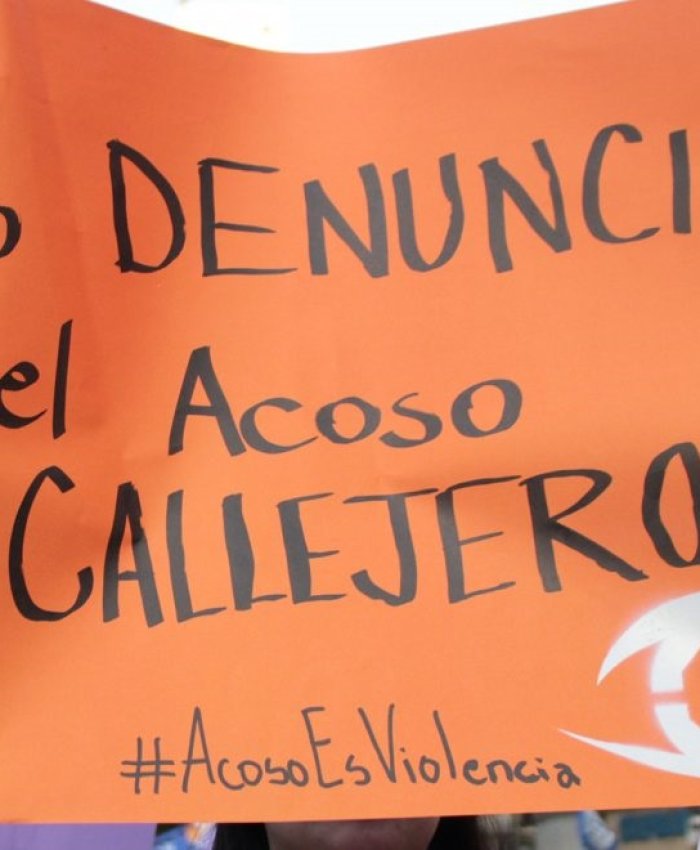 o DENUNCI
el Acoso
CALLEJERO
#AcosoEsViolencia